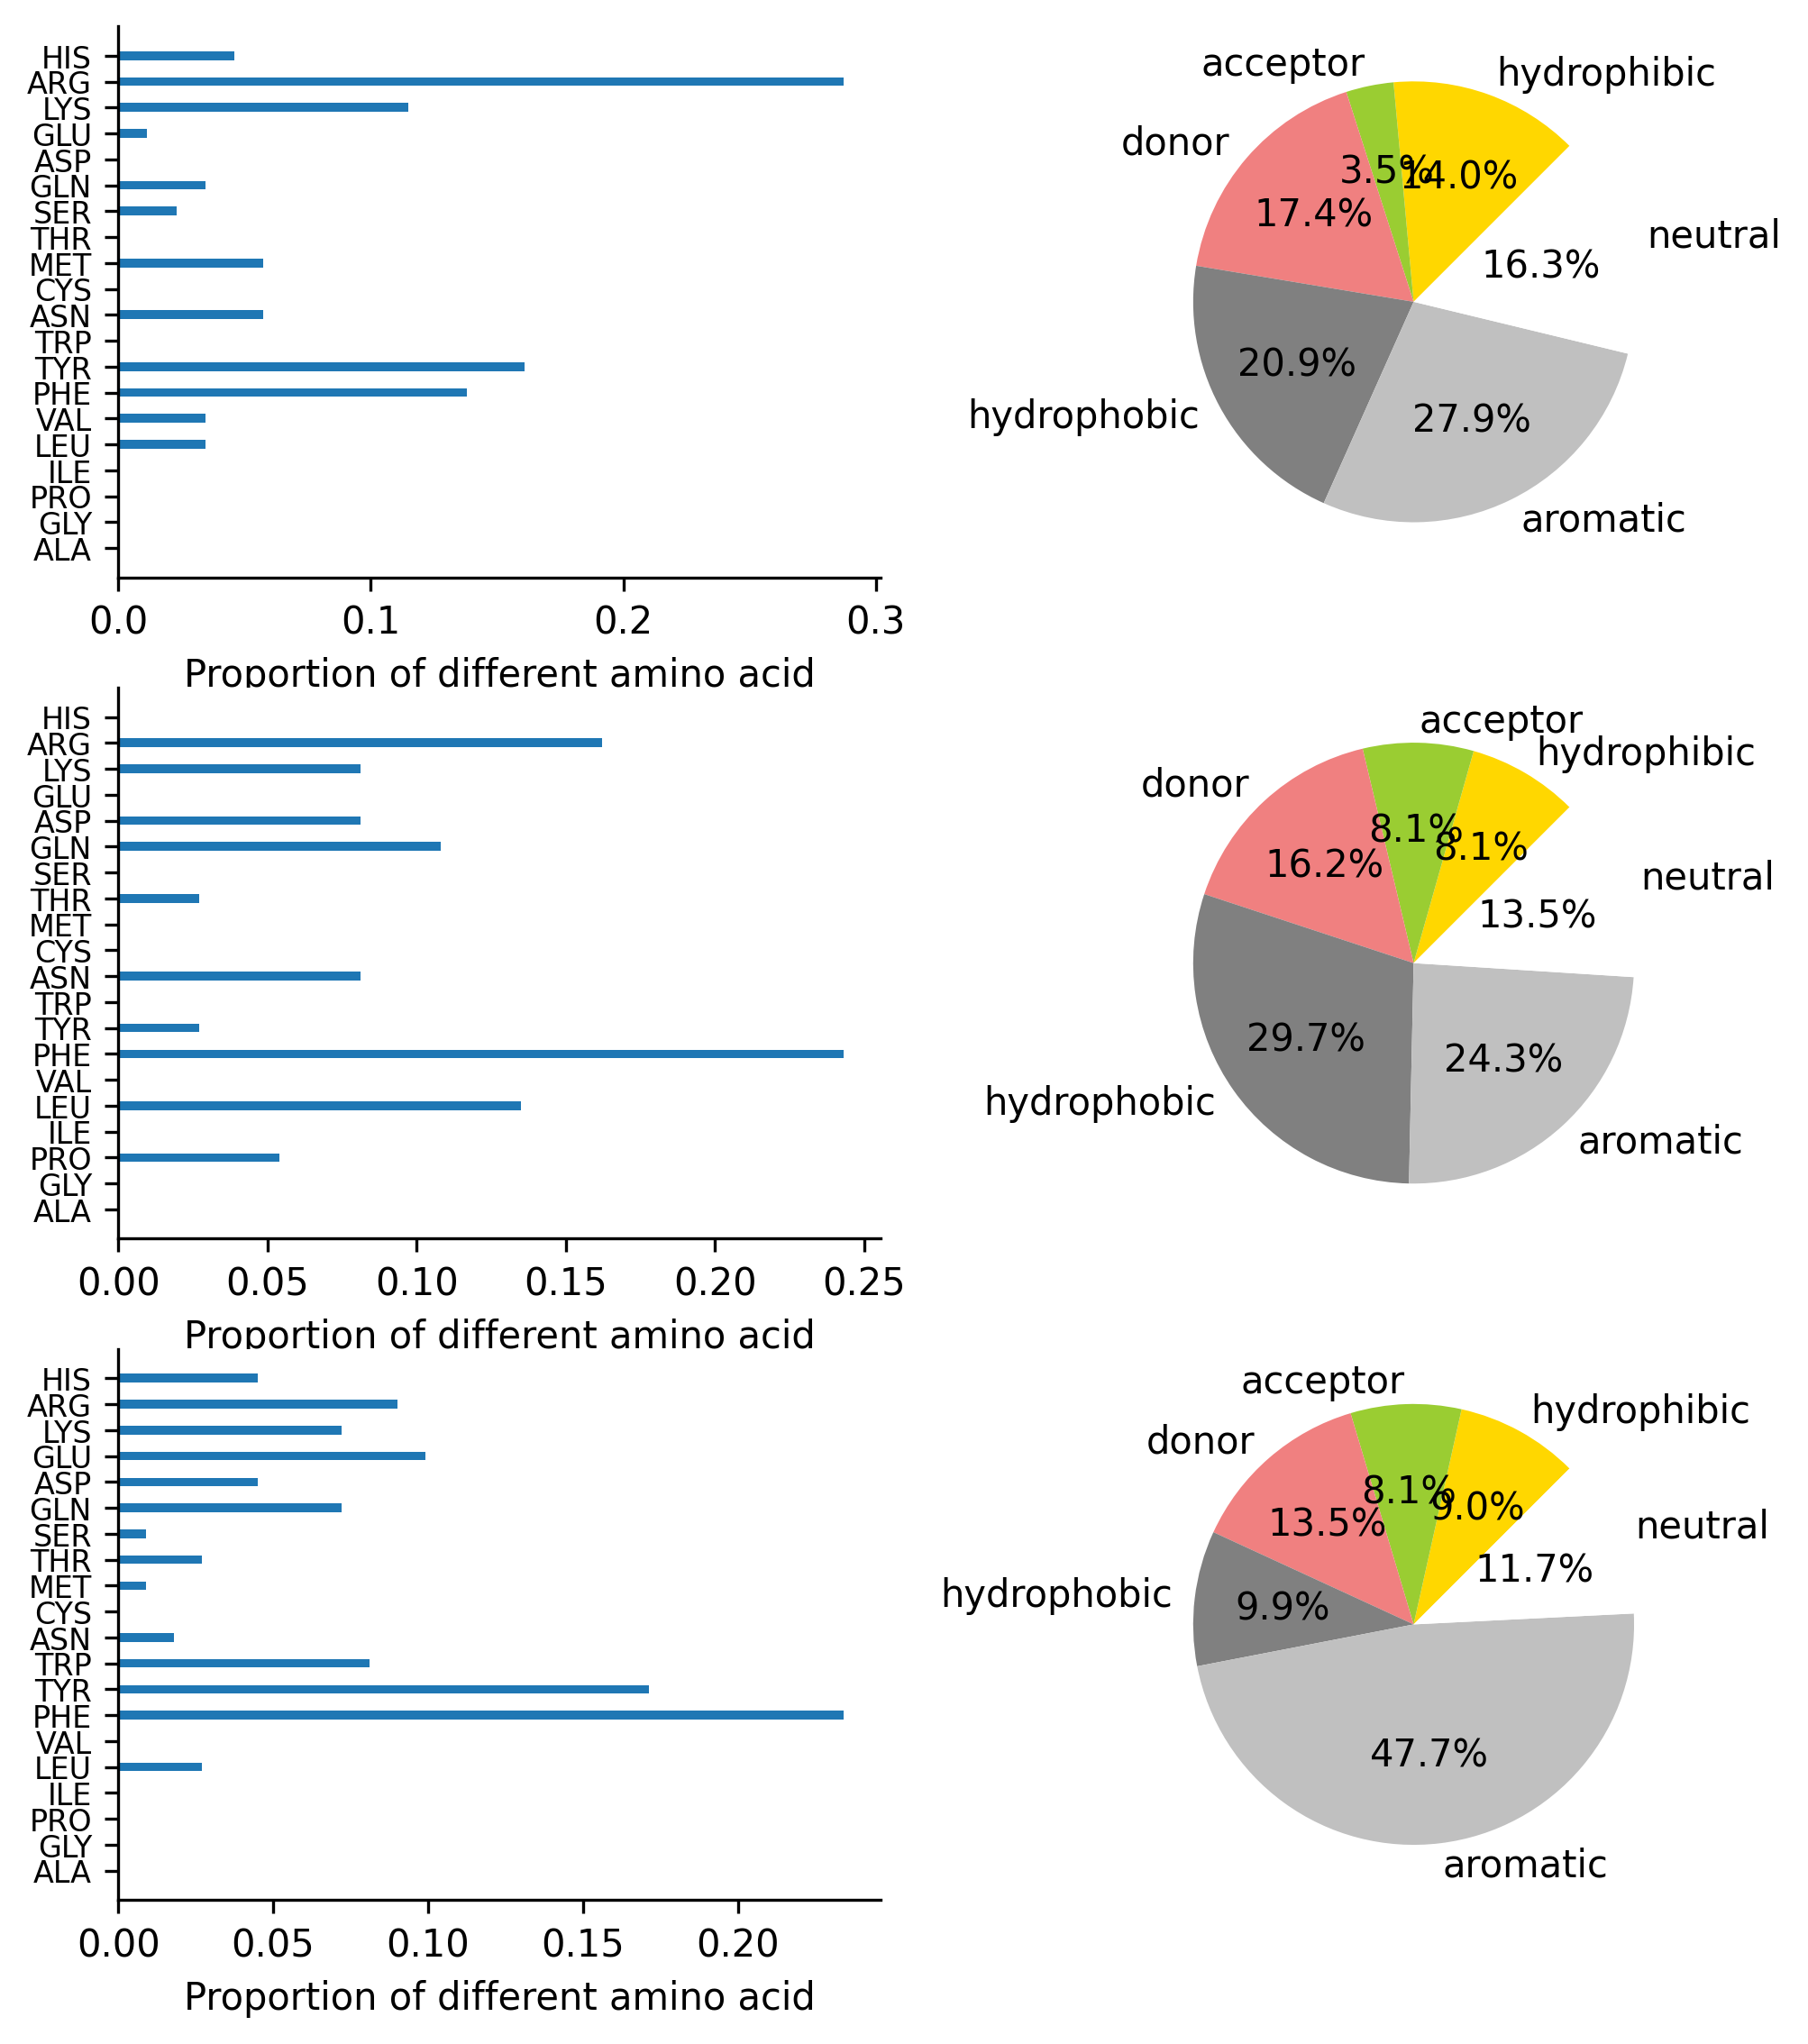 HIS
ARG
LYS
GLU
ASP
GLN
SER
THR
MET
CYS
ASN
TRP
TYR
PHE
VAL
LEU
ILE
PRO
GLY
ALA
0.0 0.1 0.2 0.3
Proportion of different amino acid
acceptor
hydrophibic
donor
neutral
hydrophobic
aromatic
3.5%
14.0%
17.4%
16.3%
20.9%
27.9%
HIS
ARG
LYS
GLU
ASP
GLN
SER
THR
MET
CYS
ASN
TRP
TYR
PHE
VAL
LEU
ILE
PRO
GLY
ALA
0.00 0.05 0.10 0.15 0.20 0.25
Proportion of different amino acid
acceptor
hydrophibic
donor
neutral
hydrophobic
aromatic
8.1%
8.1%
16.2%
13.5%
29.7%
24.3%
HIS
ARG
LYS
GLU
ASP
GLN
SER
THR
MET
CYS
ASN
TRP
TYR
PHE
VAL
LEU
ILE
PRO
GLY
ALA
0.00 0.05 0.10 0.15 0.20
Proportion of different amino acid
acceptor
hydrophibic
donor
neutral
hydrophobic
aromatic
8.1%
9.0%
13.5%
11.7%
9.9%
47.7%